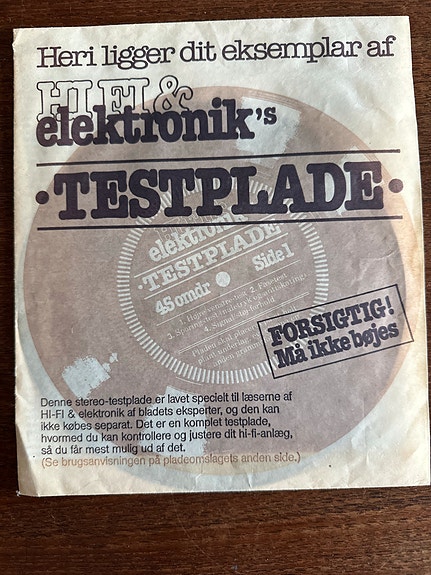 Heri ligger dit eksemplar af
HI FI &
elektronik's
·TESTPLADE·
elektronik
·TESTPLADE·
45 omdr Side 1
FORSIGTIG!
Må ikke bøjes
Denne stereo-testplade er lavet specielt til læserne af
HI-FI & elektronik af bladets eksperter, og den kan
ikke købes separat. Det er en komplet testplade,
hvormed du kan kontrollere og justere dit hi-fi-anlæg,
så du får mest mulig ud af det.
(Se brugsanvisningen på pladeomslagets anden side.)